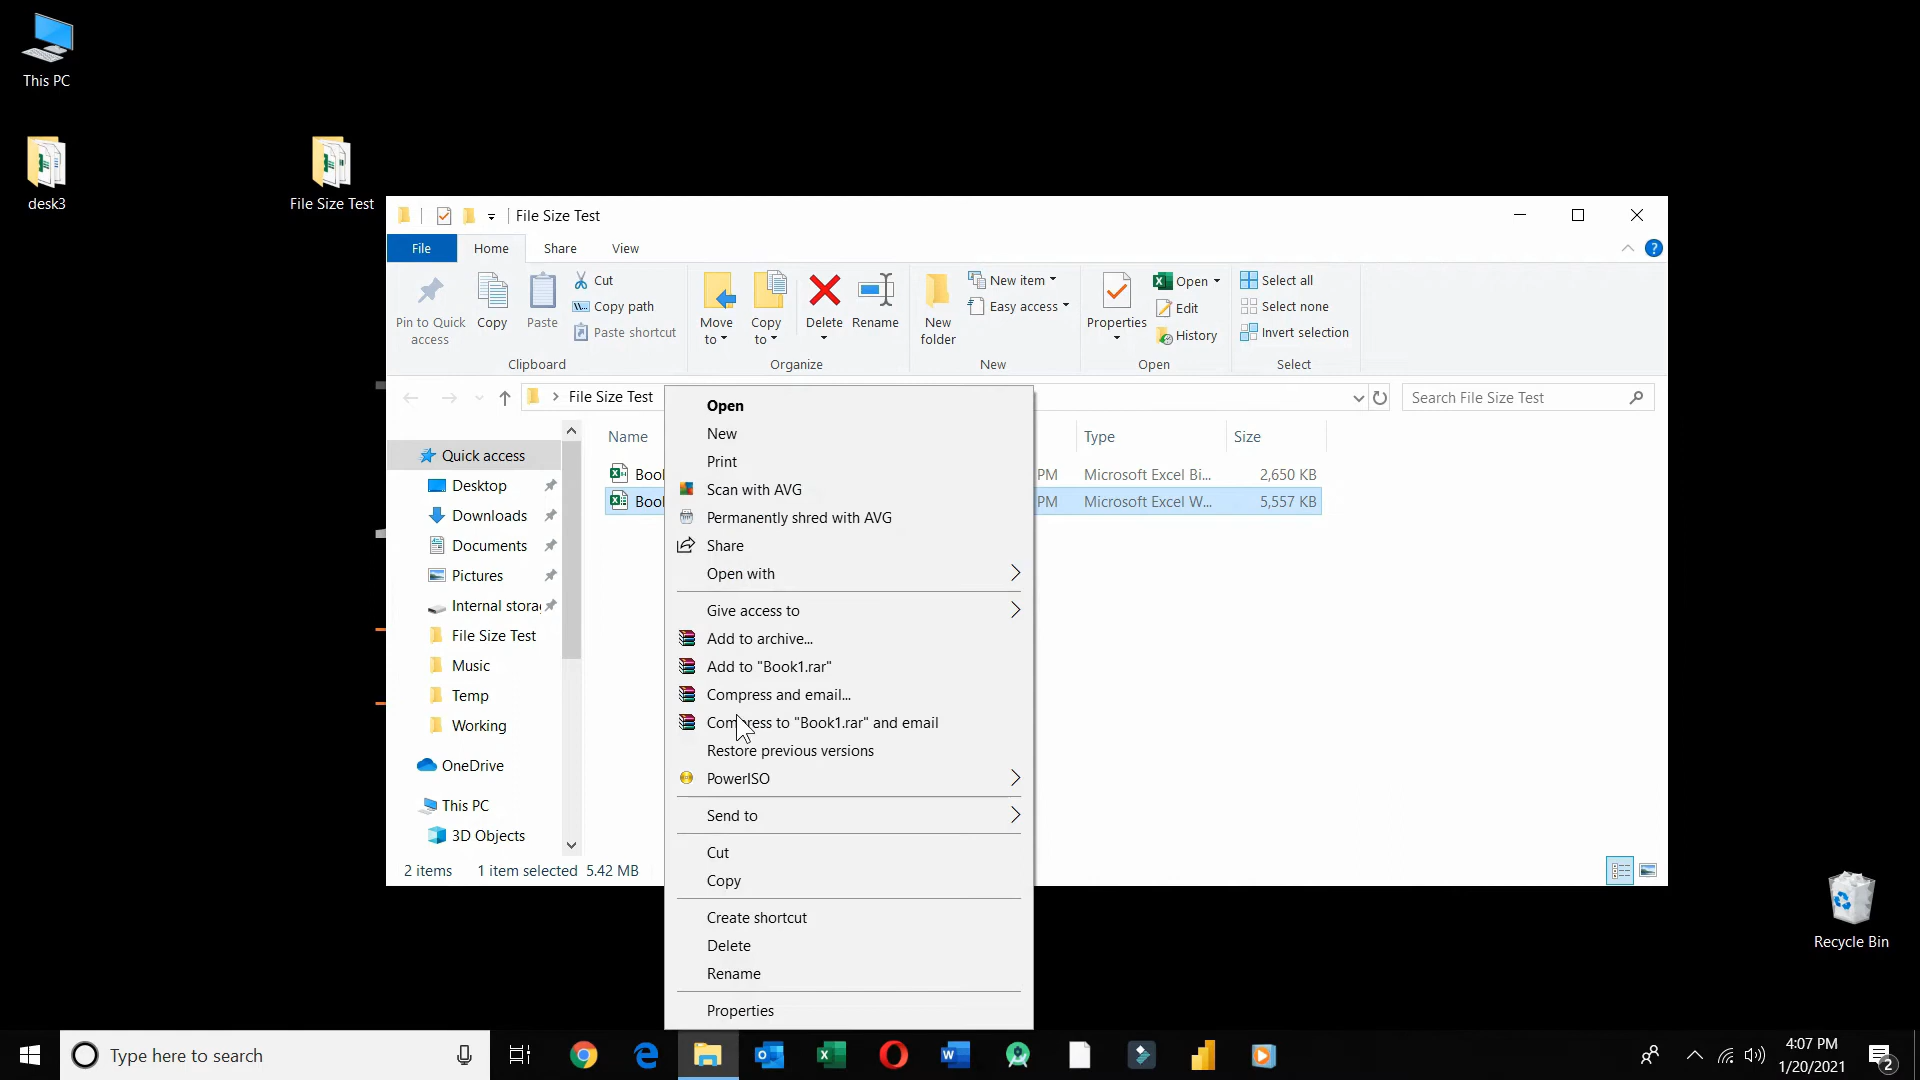 This PC
desk3
File Size Test
File Size Test
File
Home
Share
View
Pin to Quick access
Copy
Paste
Cut
Copy path
Paste shortcut
Clipboard
Move to
Copy to
Delete
Rename
Organize
New folder
New item
Easy access
New
Properties
Open
Edit
History
Open
Select all
Select none
Invert selection
Select
File Size Test
Search File Size Test
Name
Type
Size
PM
Microsoft Excel Bi...
2,650 KB
PM
Microsoft Excel W...
5,557 KB
Quick access
Desktop
Downloads
Documents
Pictures
Internal
File Size Test
Music
Temp
Working
OneDrive
This PC
3D Objects
2 items
1 item selected 5.42 MB
Open
New
Print
Scan with AVG
Permanently shred with AVG
Share
Open with
Give access to
Add to archive...
Add to "Book1.rar"
Compress and email...
Compress to "Book1.rar" and email
Restore previous versions
PowerISO
Send to
Cut
Copy
Create shortcut
Delete
Rename
Properties
Recycle Bin
Type here to search
4:07 PM
1/20/2021
2